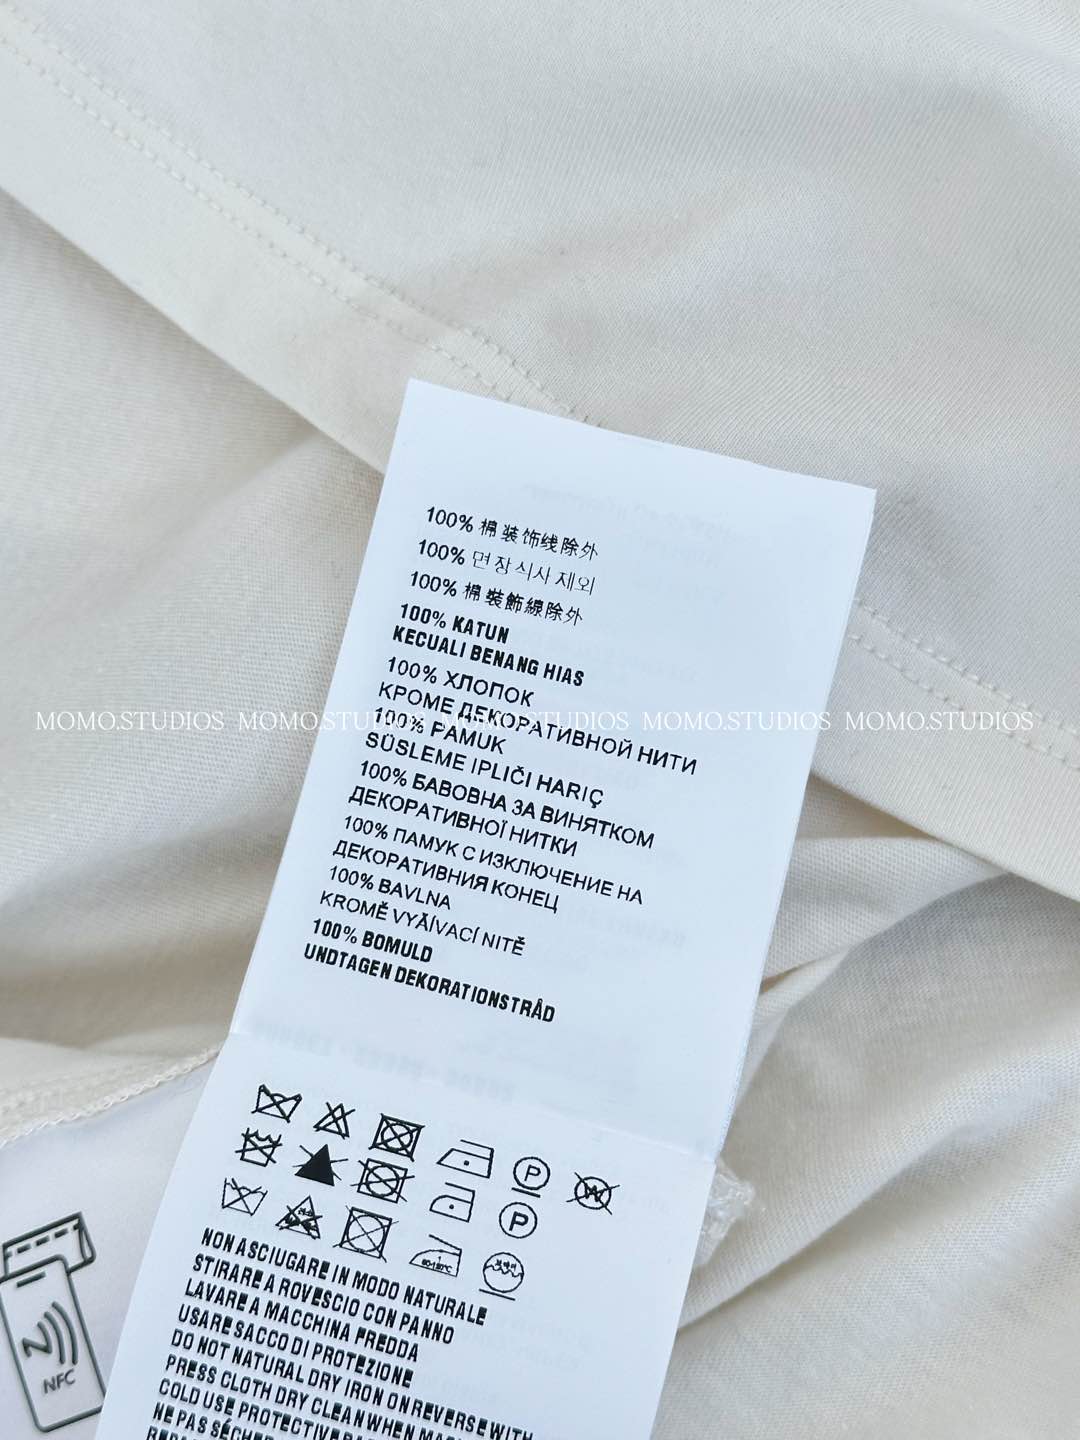 100% 棉 装饰线除外
100% 면 장식사 제외
100% 棉 裝飾線除外
100% KATUN
KECUALI BENANG HIAS
100% ХЛОПОК
КРОМЕ ДЕКОРАТИВНОЙ НИТИ
MOMO.STUDIOS MOMO.STUDIOS MOMO.STUDIOS MOMO.STUDIOS MOMO.STUDIOS
100% PAMUK
SÜSLEME IPLIČI HARIÇ
100% БАВОВНА ЗА ВИНЯТКОМ
ДЕКОРАТИВНОЇ НИТКИ
100% ПАМУК С ИЗКЛЮЧЕНИЕ НА
ДЕКОРАТИВНИЯ КОНЕЦ
100% BAVLNA
KROMĚ VYĂÍVACÍ NITĚ
100% BOMULD
UNDTAGEN DEKORATIONSTRÅD
P
W
P
NON ASCIUGARE IN MODO NATURALE
STIRARE A ROVESCIO CON PANNO
LAVARE A MACCHINA FREDDA
USARE SACCO DI PROTEZIONE
DO NOT NATURAL DRY IRON ON REVERSE WITH
PRESS CLOTH DRY CLEAN WHEN
COLD USE PROTECTIVE
NE PAS
NFC